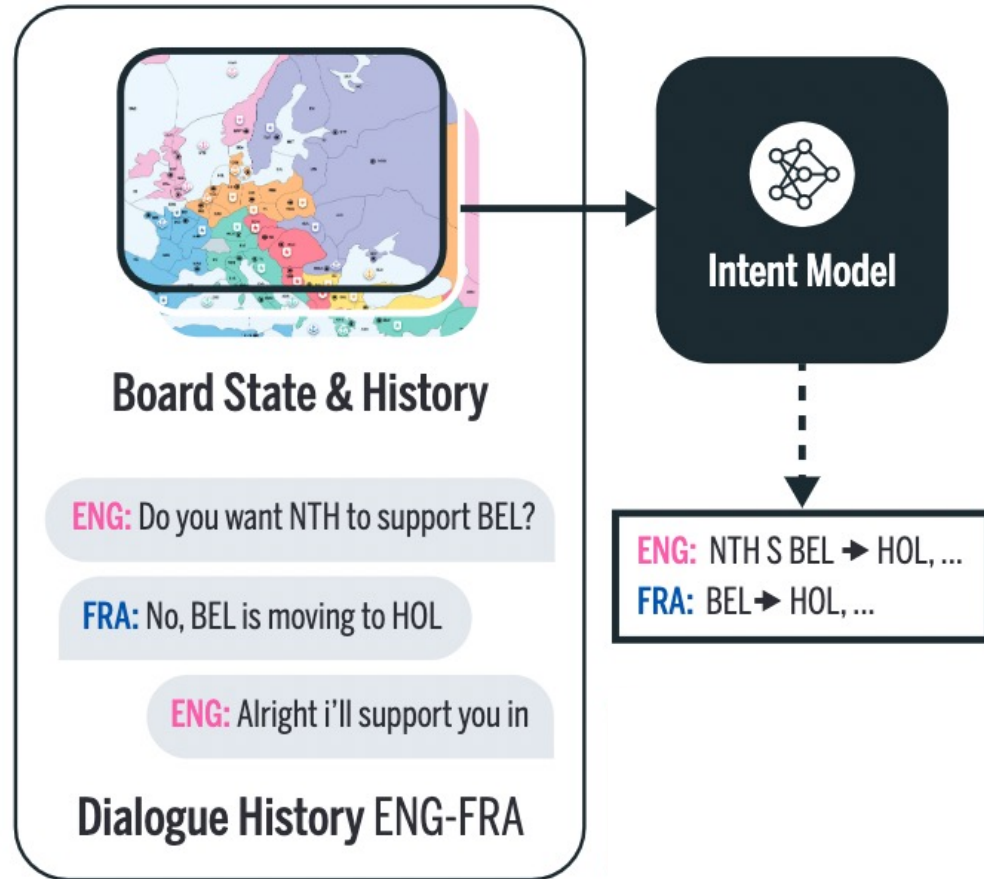 Board State & History
ENG: Do you want NTH to support BEL?
FRA: No, BEL is moving to HOL
ENG: Alright i'll support you in
Dialogue History ENG-FRA
Intent Model
ENG: NTH S BEL → HOL, ...
FRA: BEL → HOL, ...